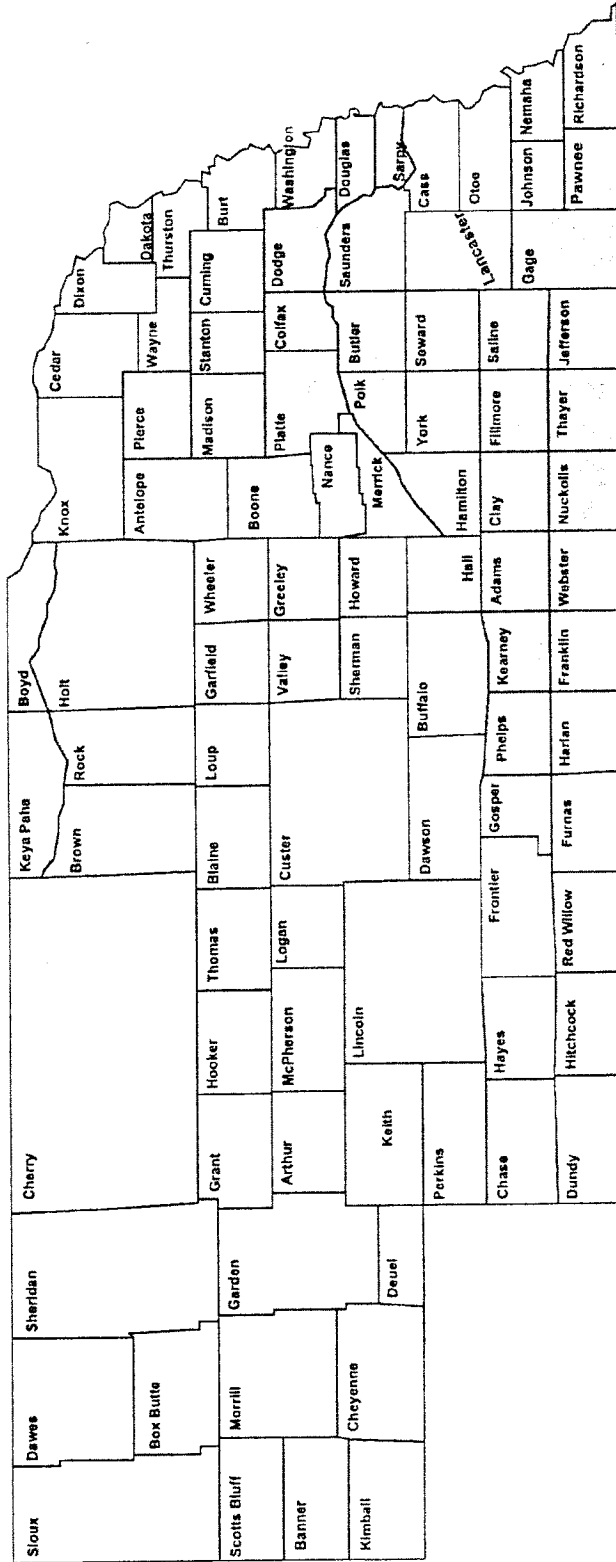 Sioux
Dawes
Sheridan
Cherry
Keya Paha
Boyd
Knox
Cedar
Dixon
Dakota
Box Butte
Brown
Rock
Holt
Antelope
Pierce
Wayne
Thurston
Scotts Bluff
Morrill
Garden
Grant
Hooker
Thomas
Blaine
Loup
Garfield
Wheeler
Boone
Madison
Stanton
Cuming
Burt
Banner
Arthur
McPherson
Logan
Custer
Valley
Greeley
Nance
Platte
Colfax
Dodge
Washington
Kimball
Cheyenne
Deuel
Keith
Lincoln
Sherman
Howard
Merrick
Polk
Butler
Saunders
Douglas
Sarpy
Perkins
Dawson
Buffalo
Hall
Hamilton
York
Seward
Lancaster
Cass
Otoe
Chase
Hayes
Frontier
Gosper
Phelps
Kearney
Adams
Clay
Fillmore
Saline
Gage
Johnson
Nemaha
Dundy
Hitchcock
Red Willow
Furnas
Harlan
Franklin
Webster
Nuckolls
Thayer
Jefferson
Pawnee
Richardson